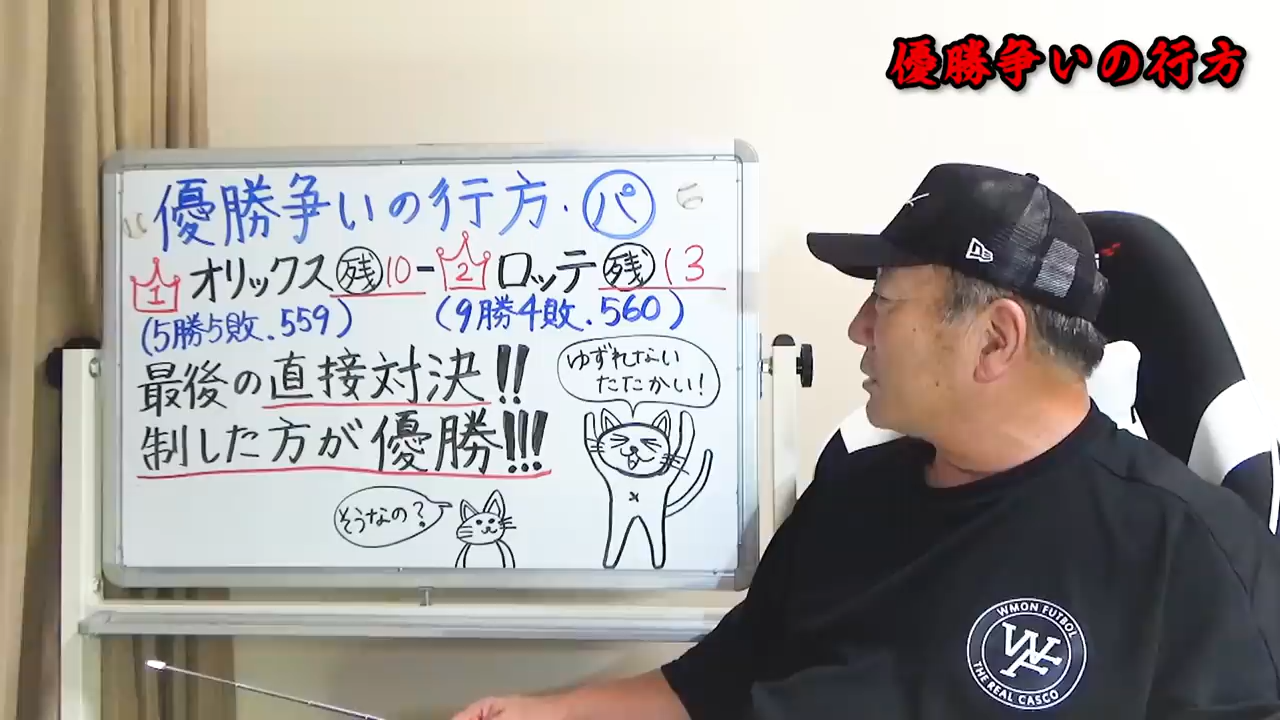 優勝争いの行方
優勝争いの行方・パ
1 オリックス 残10-2 ロッテ 残13
(5勝5敗.559) (9勝4敗.560)
最後の直接対決!!
制した方が優勝!!!
ゆずれない
たたかい!
そうなの?
WMON FUTBOL
WF
THE REAL CASCO